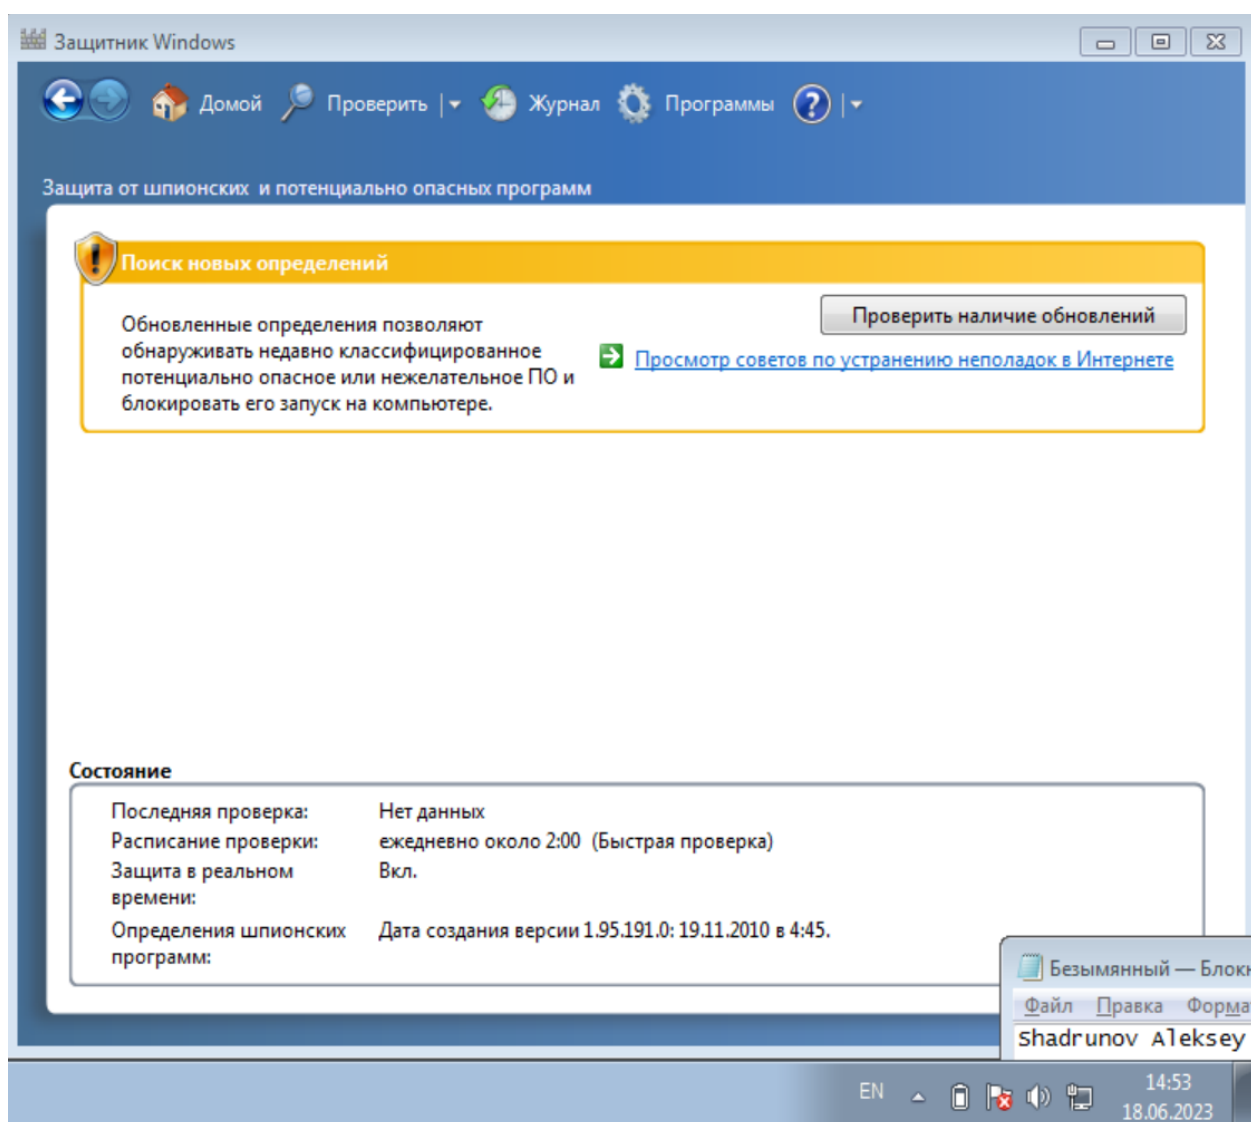 Защитник Windows
Домой Проверить Журнал Программы
Защита от шпионских и потенциально опасных программ
Поиск новых определений
Обновленные определения позволяют
обнаруживать недавно классифицированное
потенциально опасное или нежелательное ПО и
блокировать его запуск на компьютере.
Проверить наличие обновлений
Просмотр советов по устранению неполадок в Интернете
Состояние
Последняя проверка: Нет данных
Расписание проверки: ежедневно около 2:00 (Быстрая проверка)
Защита в реальном Вкл.
времени:
Определения шпионских Дата создания версии 1.95.191.0: 19.11.2010 в 4:45.
программ:
Безымянный — Блокн
Файл Правка Форма
Shadrunov Aleksey
EN
14:53
18.06.2023